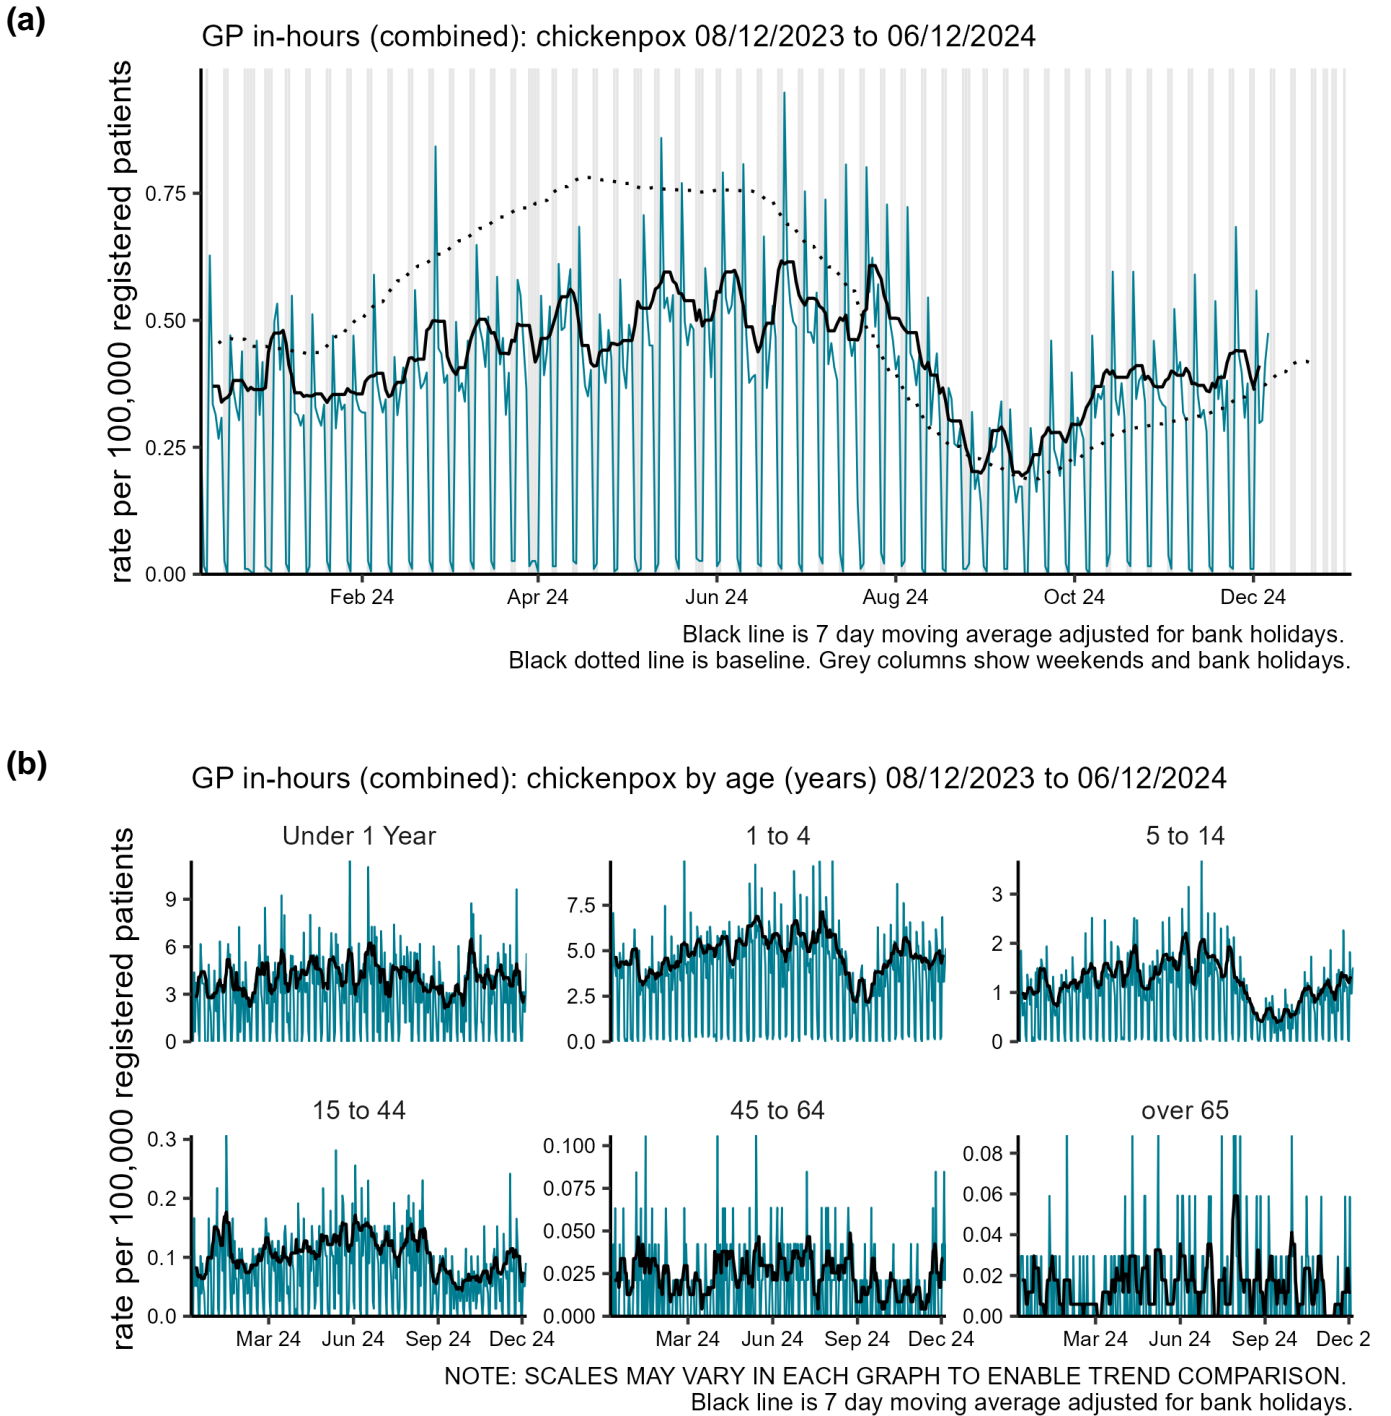 (a)
GP in-hours (combined): chickenpox 08/12/2023 to 06/12/2024
rate per 100,000 registered patients
0.75
0.50
0.25
0.00
Feb 24
Apr 24
Jun 24
Aug 24
Oct 24
Dec 24
Black line is 7 day moving average adjusted for bank holidays.
Black dotted line is baseline. Grey columns show weekends and bank holidays.
(b)
GP in-hours (combined): chickenpox by age (years) 08/12/2023 to 06/12/2024
rate per 100,000 registered patients
Under 1 Year
9
6
3
0
1 to 4
7.5
5.0
2.5
0.0
5 to 14
3
2
1
0
15 to 44
0.3
0.2
0.1
0.0
Mar 24
Jun 24
Sep 24
Dec 24
45 to 64
0.100
0.075
0.050
0.025
0.000
Mar 24
Jun 24
Sep 24
Dec 24
over 65
0.08
0.06
0.04
0.02
0.00
Mar 24
Jun 24
Sep 24
Dec 2
NOTE: SCALES MAY VARY IN EACH GRAPH TO ENABLE TREND COMPARISON.
Black line is 7 day moving average adjusted for bank holidays.